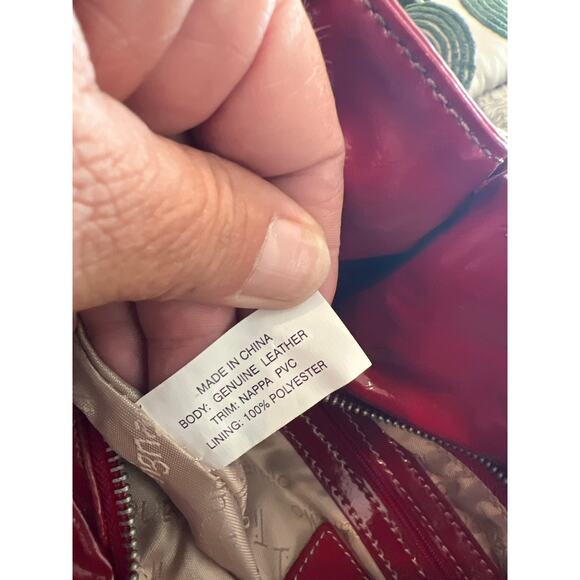 MADE IN CHINA
BODY: GENUINE LEATHER
TRIM: NAPPA PVC
LINING: 100% POLYESTER